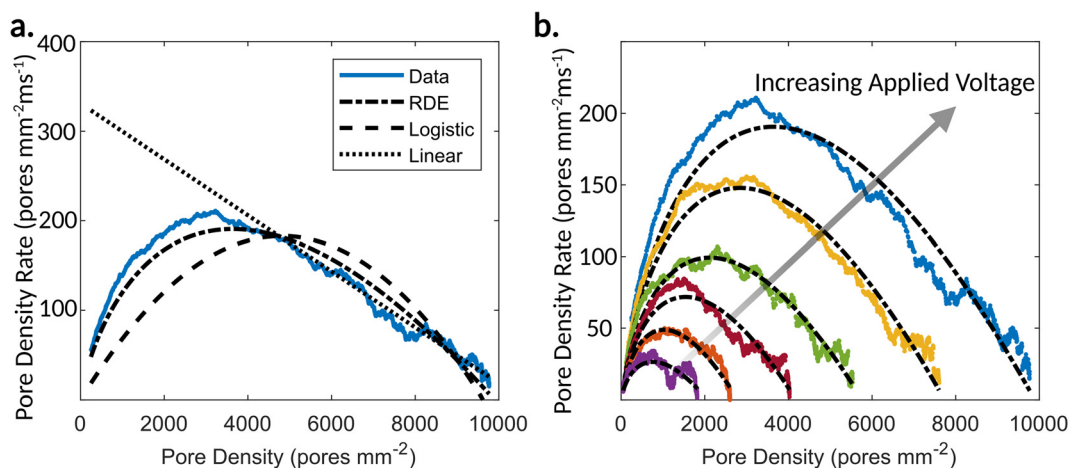 a.
Pore Density Rate (pores mm-2ms-1)
400
300
200
100
0
2000
4000
6000
8000
10000
Pore Density (pores mm-2)
Data
RDE
Logistic
Linear
b.
Pore Density Rate (pores mm-2ms-1)
200
150
100
50
0
2000
4000
6000
8000
10000
Pore Density (pores mm-2)
Increasing Applied Voltage